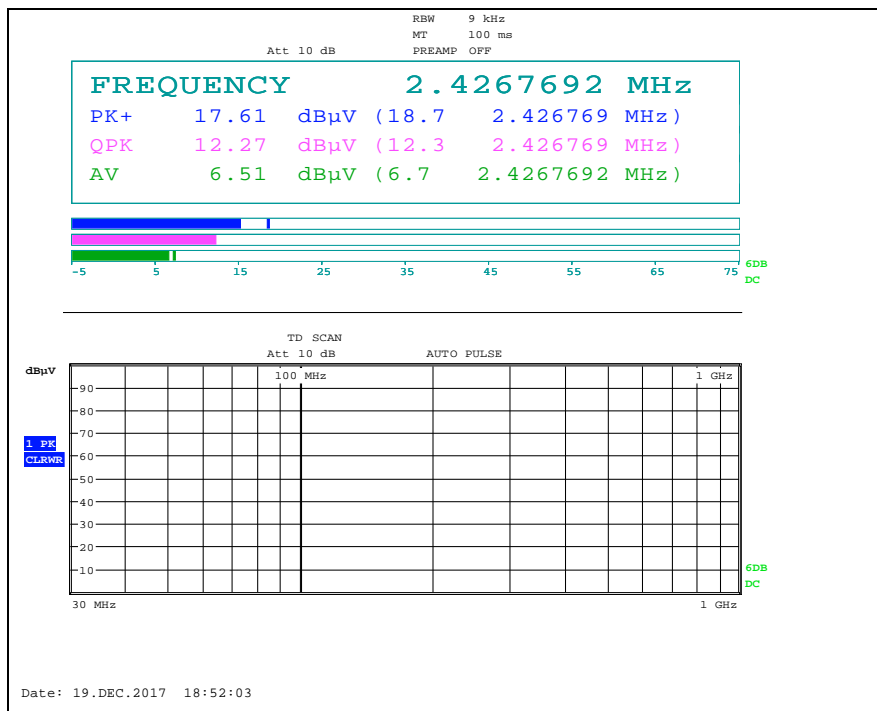 RBW 9 kHz
MT 100 ms
Att 10 dB PREAMP OFF
FREQUENCY 2.4267692 MHz
PK+ 17.61 dBµV (18.7 2.426769 MHz)
QPK 12.27 dBµV (12.3 2.426769 MHz)
AV 6.51 dBµV (6.7 2.4267692 MHz)
-5 5 15 25 35 45 55 65 75
6DB
DC
TD SCAN
Att 10 dB AUTO PULSE
dBµV
100 MHz 1 GHz
90
80
70
1 PK
CLRWR
60
50
40
30
20
10
6DB
DC
30 MHz 1 GHz
Date: 19.DEC.2017 18:52:03